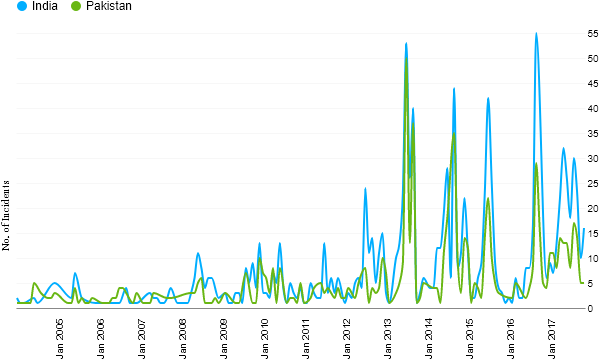 India Pakistan
55
50
45
40
35
30
25
20
15
10
5
0
No. of Incidents
Jan 2005
Jan 2006
Jan 2007
Jan 2008
Jan 2009
Jan 2010
Jan 2011
Jan 2012
Jan 2013
Jan 2014
Jan 2015
Jan 2016
Jan 2017